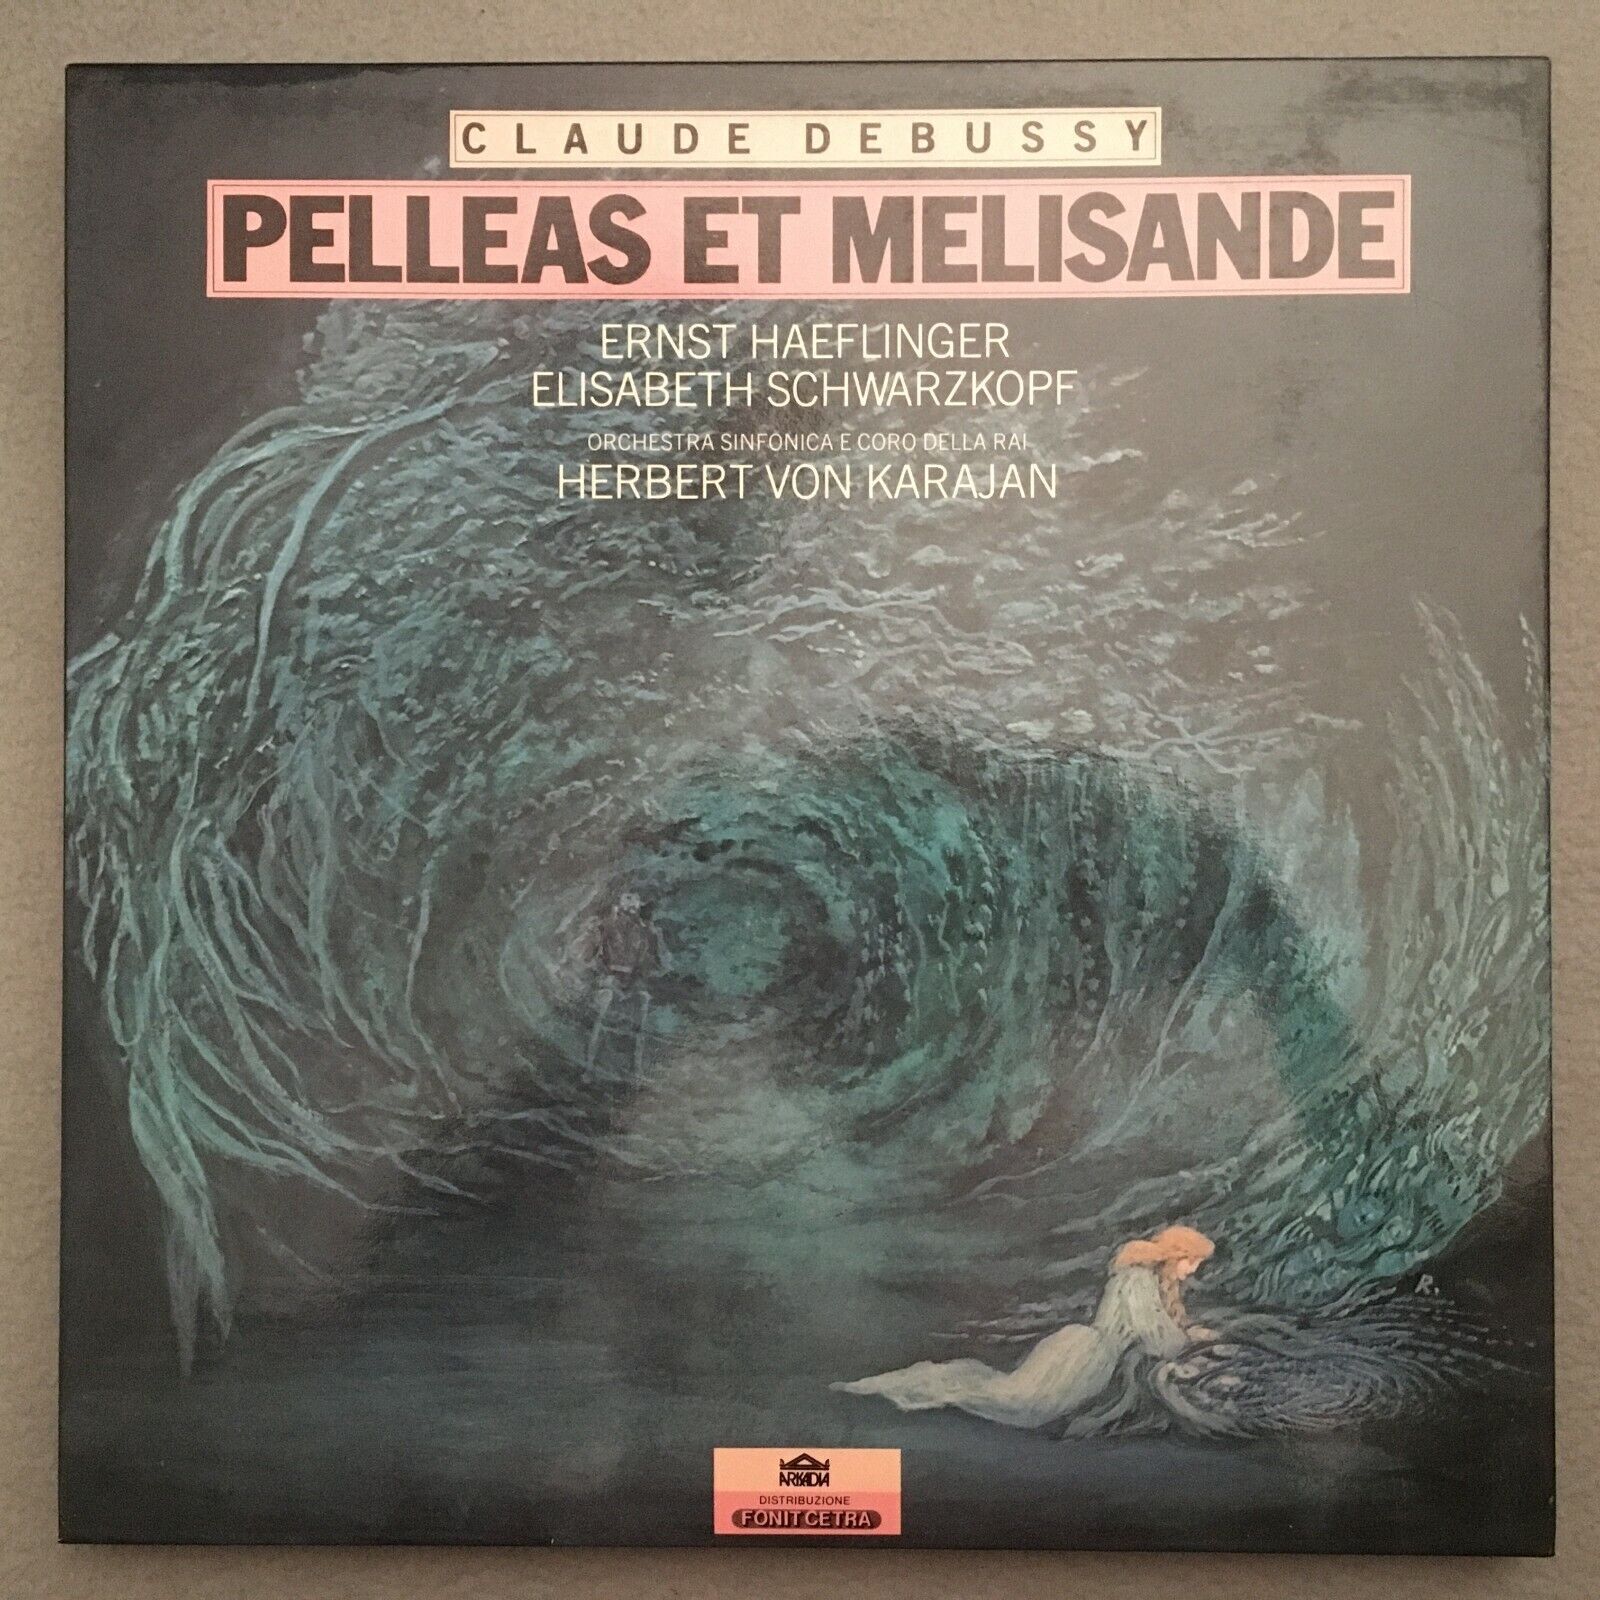 CLAUDE DEBUSSY
PELLEAS ET MELISANDE
ERNST HAEFLINGER
ELISABETH SCHWARZKOPF
ORCHESTRA SINFONICA E CORO DELLA RAI
HERBERT VON KARAJAN
R.
ARKADIA
DISTRIBUZIONE
FONIT CETRA